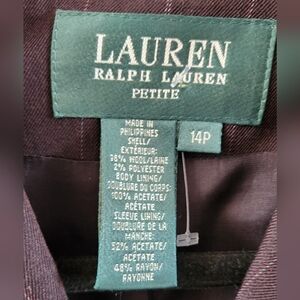 LAUREN
RALPH LAUREN
PETITE
14P
MADE IN
PHILIPPINES
SHELL/
EXTÉRIEUR:
98% WOOL/LAINE
2% POLYESTER
BODY LINING/
DOUBLURE DU CORPS:
100% ACETATE/
ACÉTATE
SLEEVE LINING/
DOUBLURE DE LA
MANCHE:
52% ACETATE/
ACÉTATE
48% RAYON/
RAYONNE